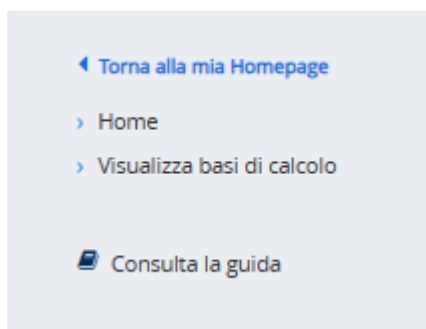 Torna alla mia Homepage
Home
Visualizza basi di calcolo
Consulta la guida